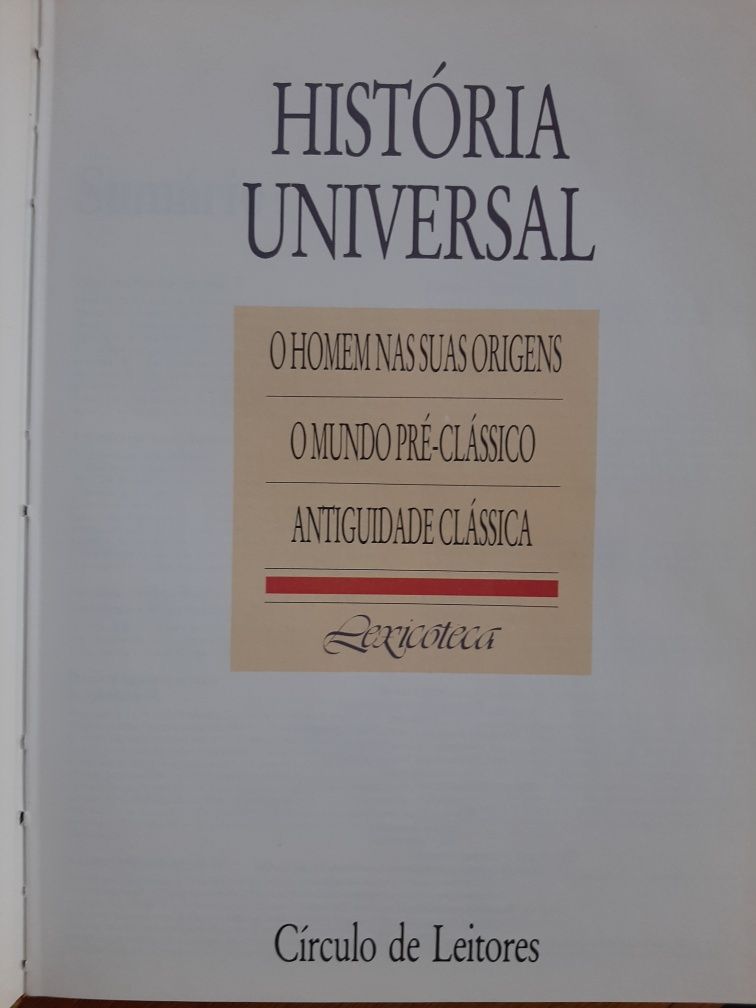 HISTÓRIA
UNIVERSAL
O HOMEM NAS SUAS ORIGENS
O MUNDO PRÉ-CLÁSSICO
ANTIGUIDADE CLÁSSICA
Lexicoteca
Círculo de Leitores